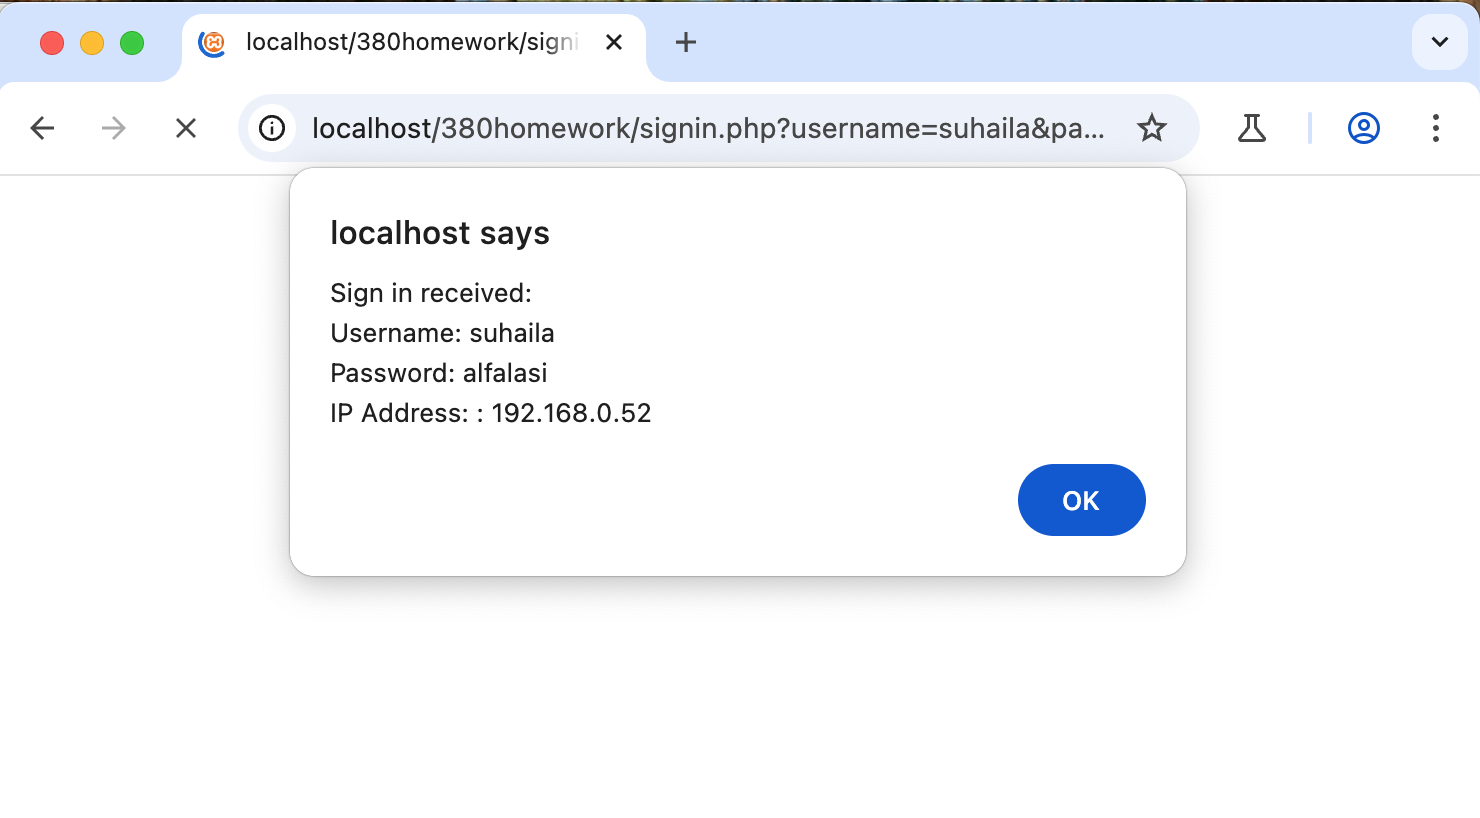 localhost/380homework/signi
localhost/380homework/signin.php?username=suhaila&pa...
localhost says
Sign in received:
Username: suhaila
Password: alfalasi
IP Address: : 192.168.0.52
OK